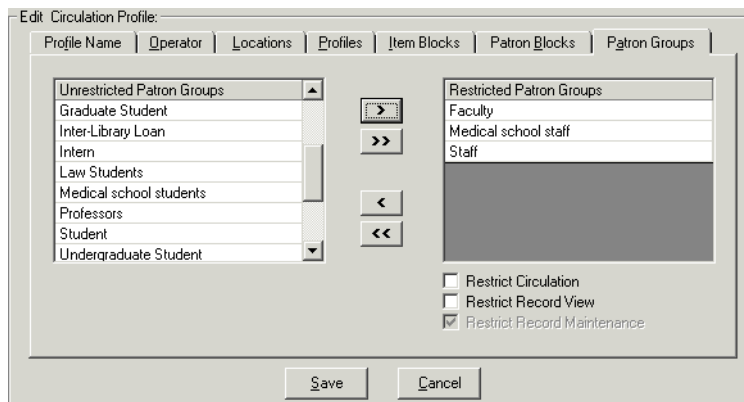 Edit Circulation Profile:
Profile Name
Operator
Locations
Profiles
Item Blocks
Patron Blocks
Patron Groups
Unrestricted Patron Groups
Graduate Student
Inter-Library Loan
Intern
Law Students
Medical school students
Professors
Student
Undergraduate Student
>
>>
<
<<
Restricted Patron Groups
Faculty
Medical school staff
Staff
Restrict Circulation
Restrict Record View
Restrict Record Maintenance
Save
Cancel